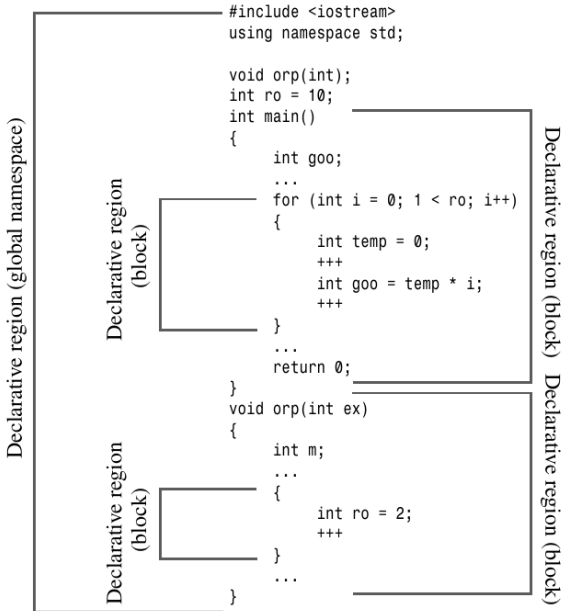 #include <iostream>
using namespace std;
void orp(int);
int ro = 10;
int main()
{
int goo;
...
for (int i = 0; 1 < ro; i++)
{
int temp = 0;
+++
int goo = temp * i;
+++
}
...
return 0;
}
void orp(int ex)
{
int m;
...
{
int ro = 2;
+++
}
...
}
Declarative region (global namespace)
Declarative region
(block)
Declarative region
(block)
Declarative region (block)
Declarative region (block)